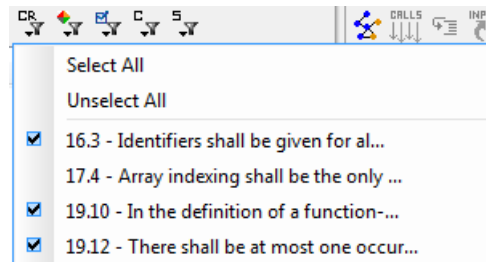 CR C S CALLS INP
Select All
Unselect All
16.3 - Identifiers shall be given for al...
17.4 - Array indexing shall be the only ...
19.10 - In the definition of a function-...
19.12 - There shall be at most one occur...